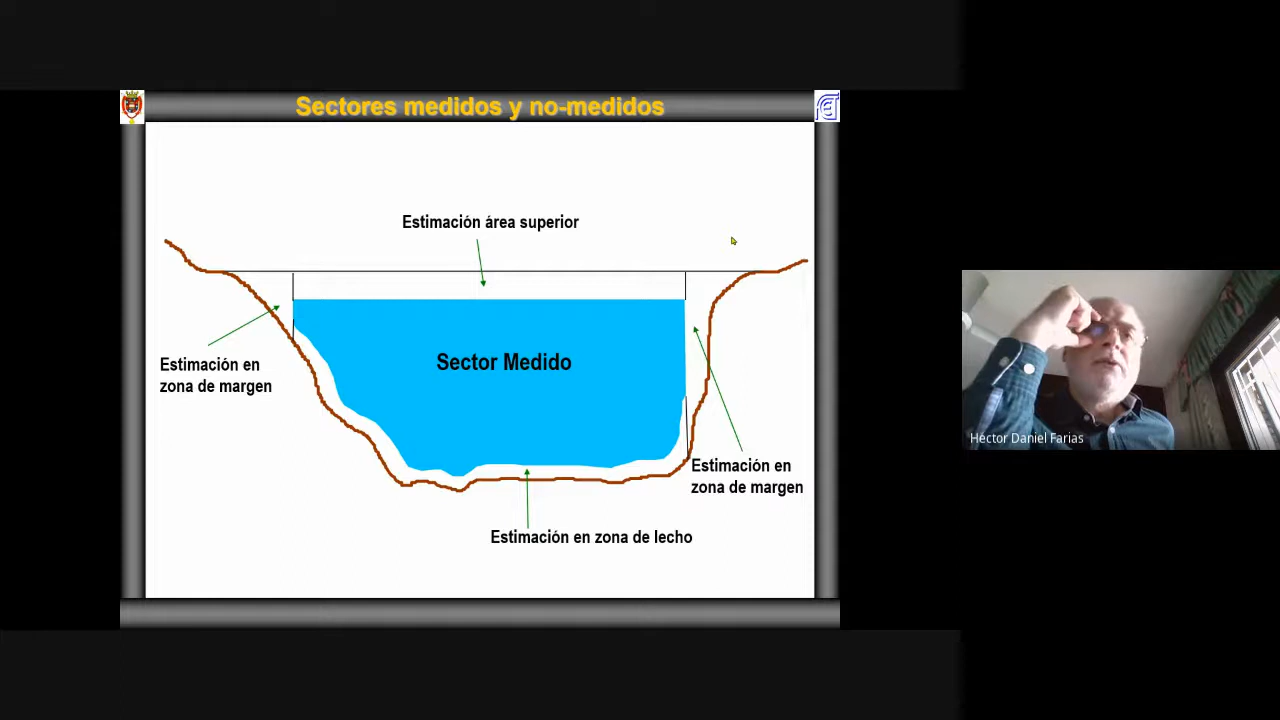 Sectores medidos y no-medidos
Estimación área superior
Sector Medido
Estimación en
zona de margen
Estimación en
zona de margen
Estimación en zona de lecho
Héctor Daniel Farias